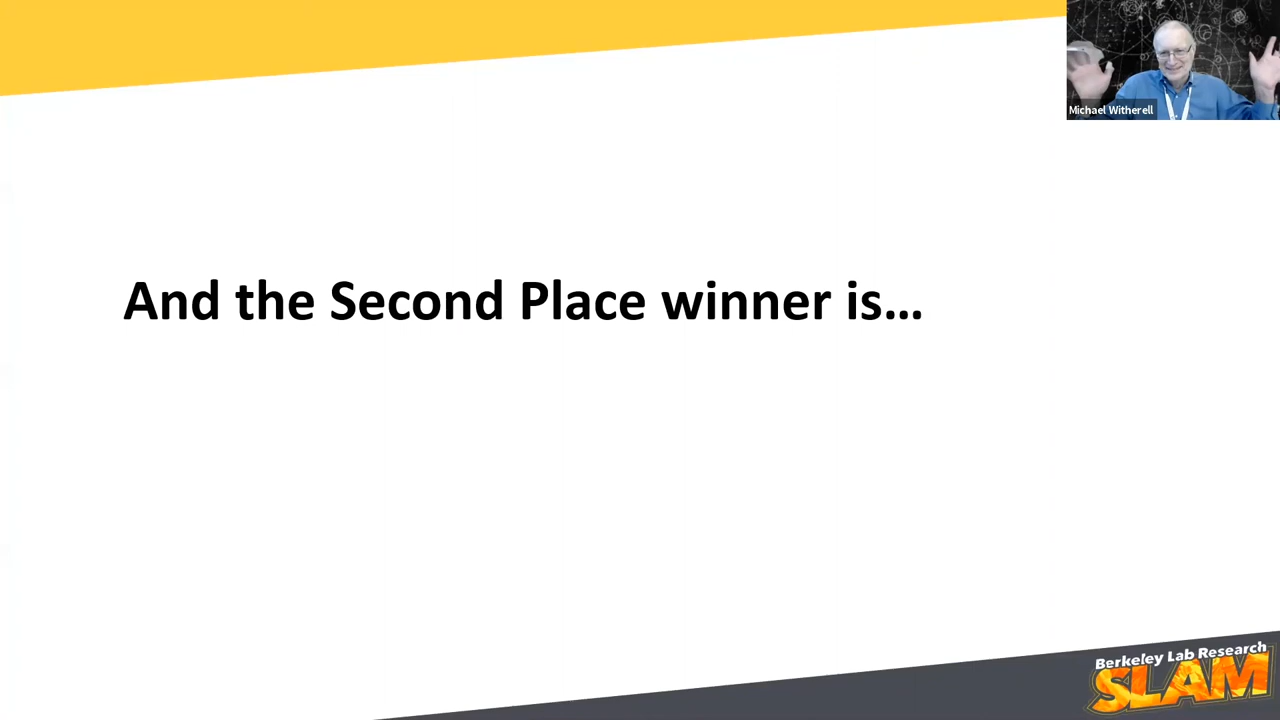 Michael Witherell
And the Second Place winner is...
Berkeley Lab Research
SLAM